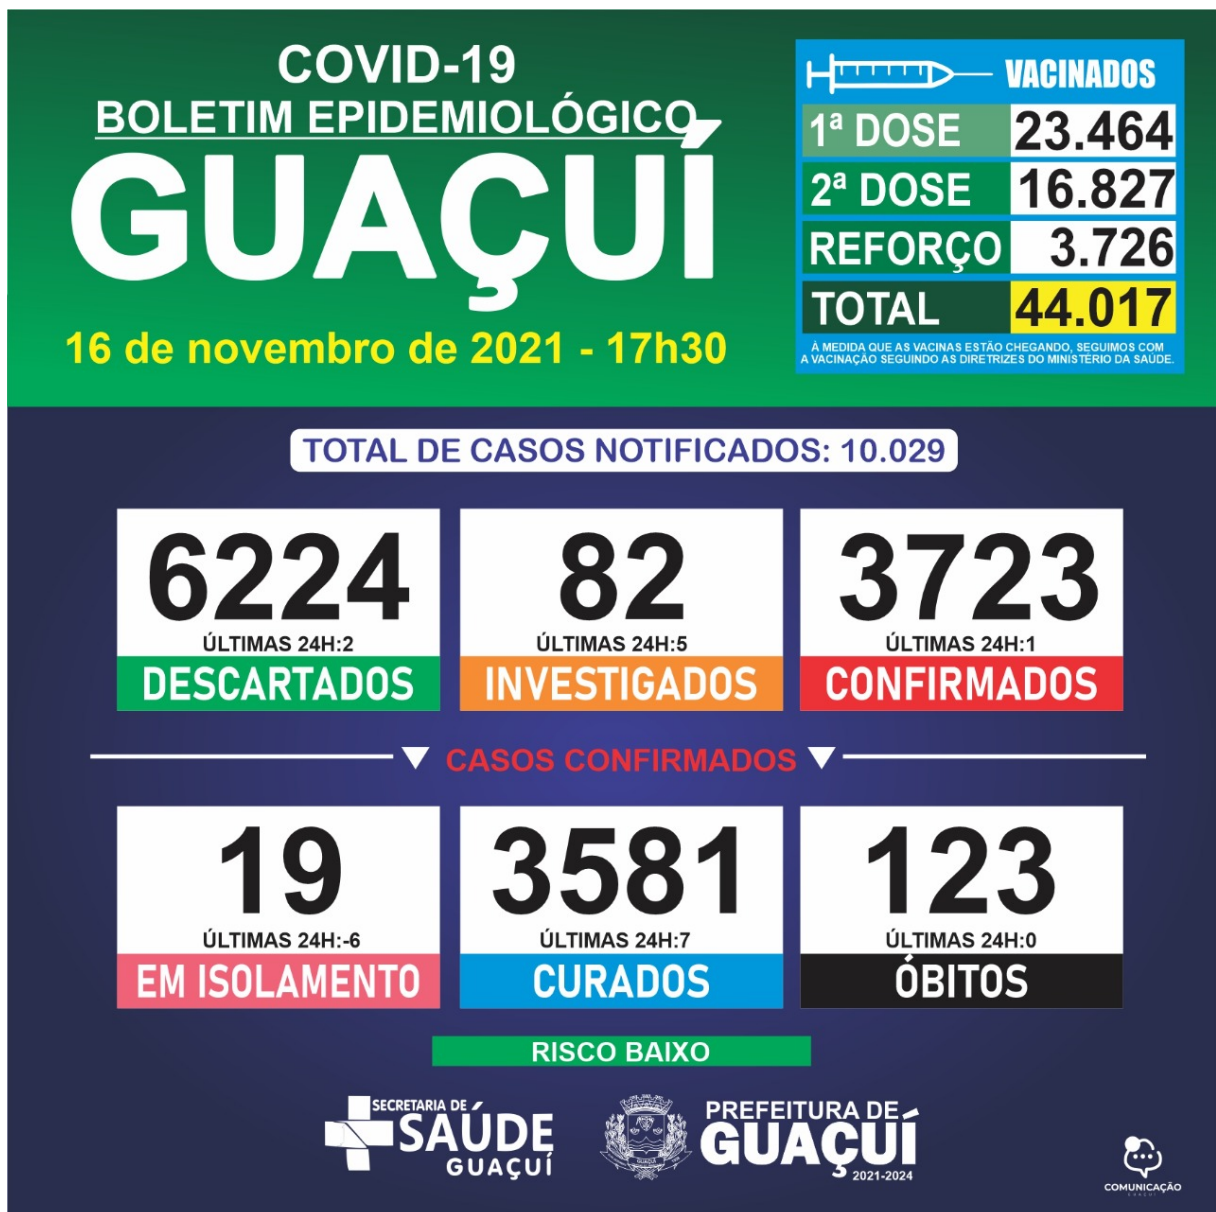 COVID-19
BOLETIM EPIDEMIOLÓGICO
GUAÇUÍ
16 de novembro de 2021 - 17h30
VACINADOS
1ª DOSE 23.464
2ª DOSE 16.827
REFORÇO 3.726
TOTAL 44.017
À MEDIDA QUE AS VACINAS ESTÃO CHEGANDO, SEGUIMOS COM
A VACINAÇÃO SEGUINDO AS DIRETRIZES DO MINISTÉRIO DA SAÚDE.
TOTAL DE CASOS NOTIFICADOS: 10.029
6224
ÚLTIMAS 24H:2
DESCARTADOS
82
ÚLTIMAS 24H:5
INVESTIGADOS
3723
ÚLTIMAS 24H:1
CONFIRMADOS
CASOS CONFIRMADOS
19
ÚLTIMAS 24H:-6
EM ISOLAMENTO
3581
ÚLTIMAS 24H:7
CURADOS
123
ÚLTIMAS 24H:0
ÓBITOS
RISCO BAIXO
SECRETARIA DE
SAÚDE
GUAÇUÍ
GUAÇUÍ
PREFEITURA DE
GUAÇUÍ
2021-2024
COMUNICAÇÃO
GUAÇUÍ